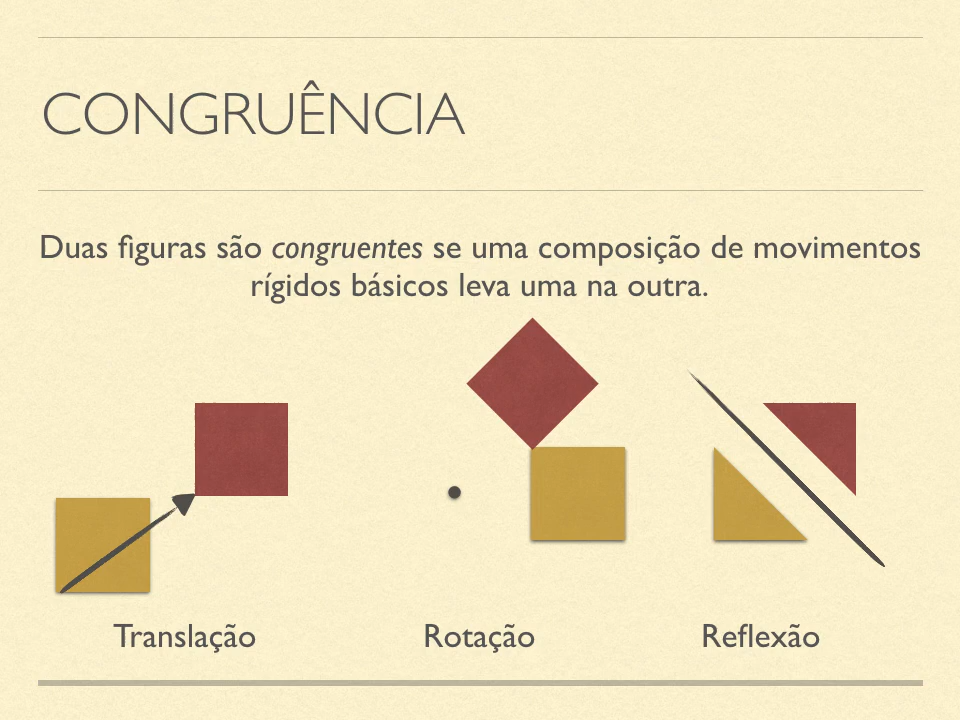 CONGRUÊNCIA
Duas figuras são congruentes se uma composição de movimentos
rígidos básicos leva uma na outra.
Translação
Rotação
Reflexão